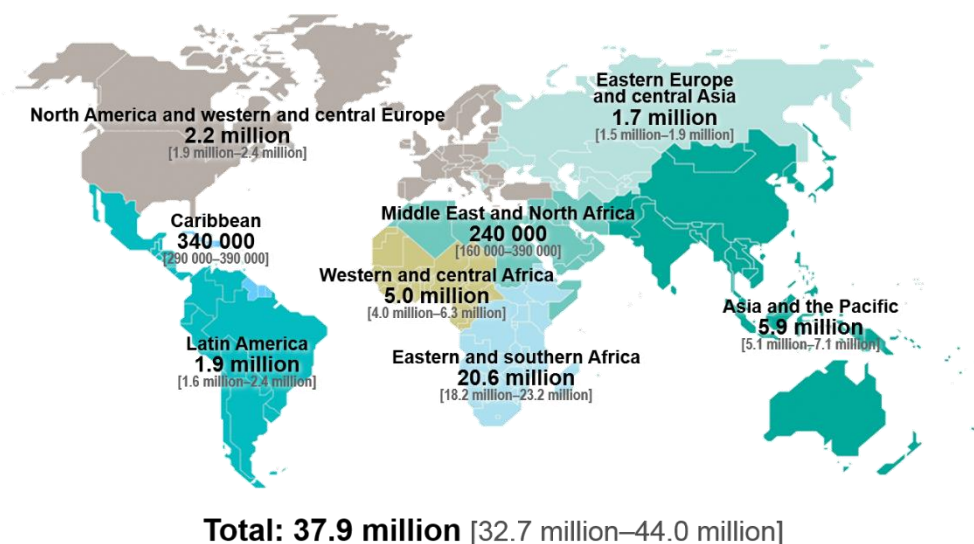 Eastern Europe
and central Asia
1.7 million
[1.5 million–1.9 million]
North America and western and central Europe
2.2 million
[1.9 million–2.4 million]
Caribbean
340 000
[290 000–390 000]
Middle East and North Africa
240 000
[160 000–390 000]
Western and central Africa
5.0 million
[4.0 million–6.3 million]
Asia and the Pacific
5.9 million
[5.1 million–7.1 million]
Latin America
1.9 million
[1.6 million–2.4 million]
Eastern and southern Africa
20.6 million
[18.2 million–23.2 million]
Total: 37.9 million [32.7 million–44.0 million]